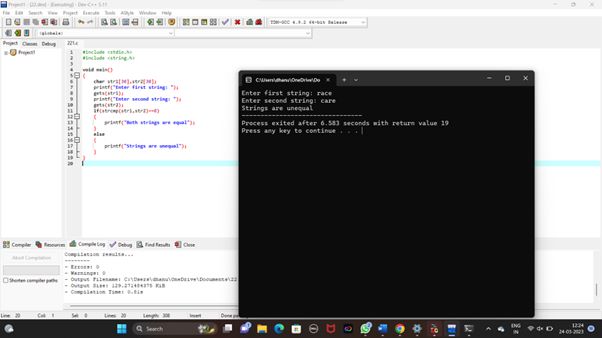 Project1 - [22.dev] - [Executing] - Dev-C++ 5.11
File Edit Search View Project Execute Tools AStyle Window Help
TDM-GCC 4.9.2 64-bit Release
(globals)
Project Classes Debug
Project1
221.c
1 #include <stdio.h>
2 #include <string.h>
3
4 void main()
5 {
6 char str1[30],str2[30];
7 printf("Enter first string: ");
8 gets(str1);
9 printf("Enter second string: ");
10 gets(str2);
11 if(strcmp(str1,str2)==0)
12 {
13 printf("Both strings are equal");
14 }
15 else
16 {
17 printf("Strings are unequal");
18 }
19 }
20
C:\Users\dhanu\OneDrive\Do
Enter first string: race
Enter second string: care
Strings are unequal
--------------------------------
Process exited after 6.583 seconds with return value 19
Press any key to continue . . .
Compiler Resources Compile Log Debug Find Results Close
Abort Compilation
Shorten compiler paths
Compilation results...
--------
- Errors: 0
- Warnings: 0
- Output Filename: C:\Users\dhanu\OneDrive\Documents\22
- Output Size: 129.271484375 KiB
- Compilation Time: 0.81s
Line: 20 Col: 1 Sel: 0 Lines: 20 Length: 308 Insert Done pa
Search
ENG
IN
12:24
24-03-2023